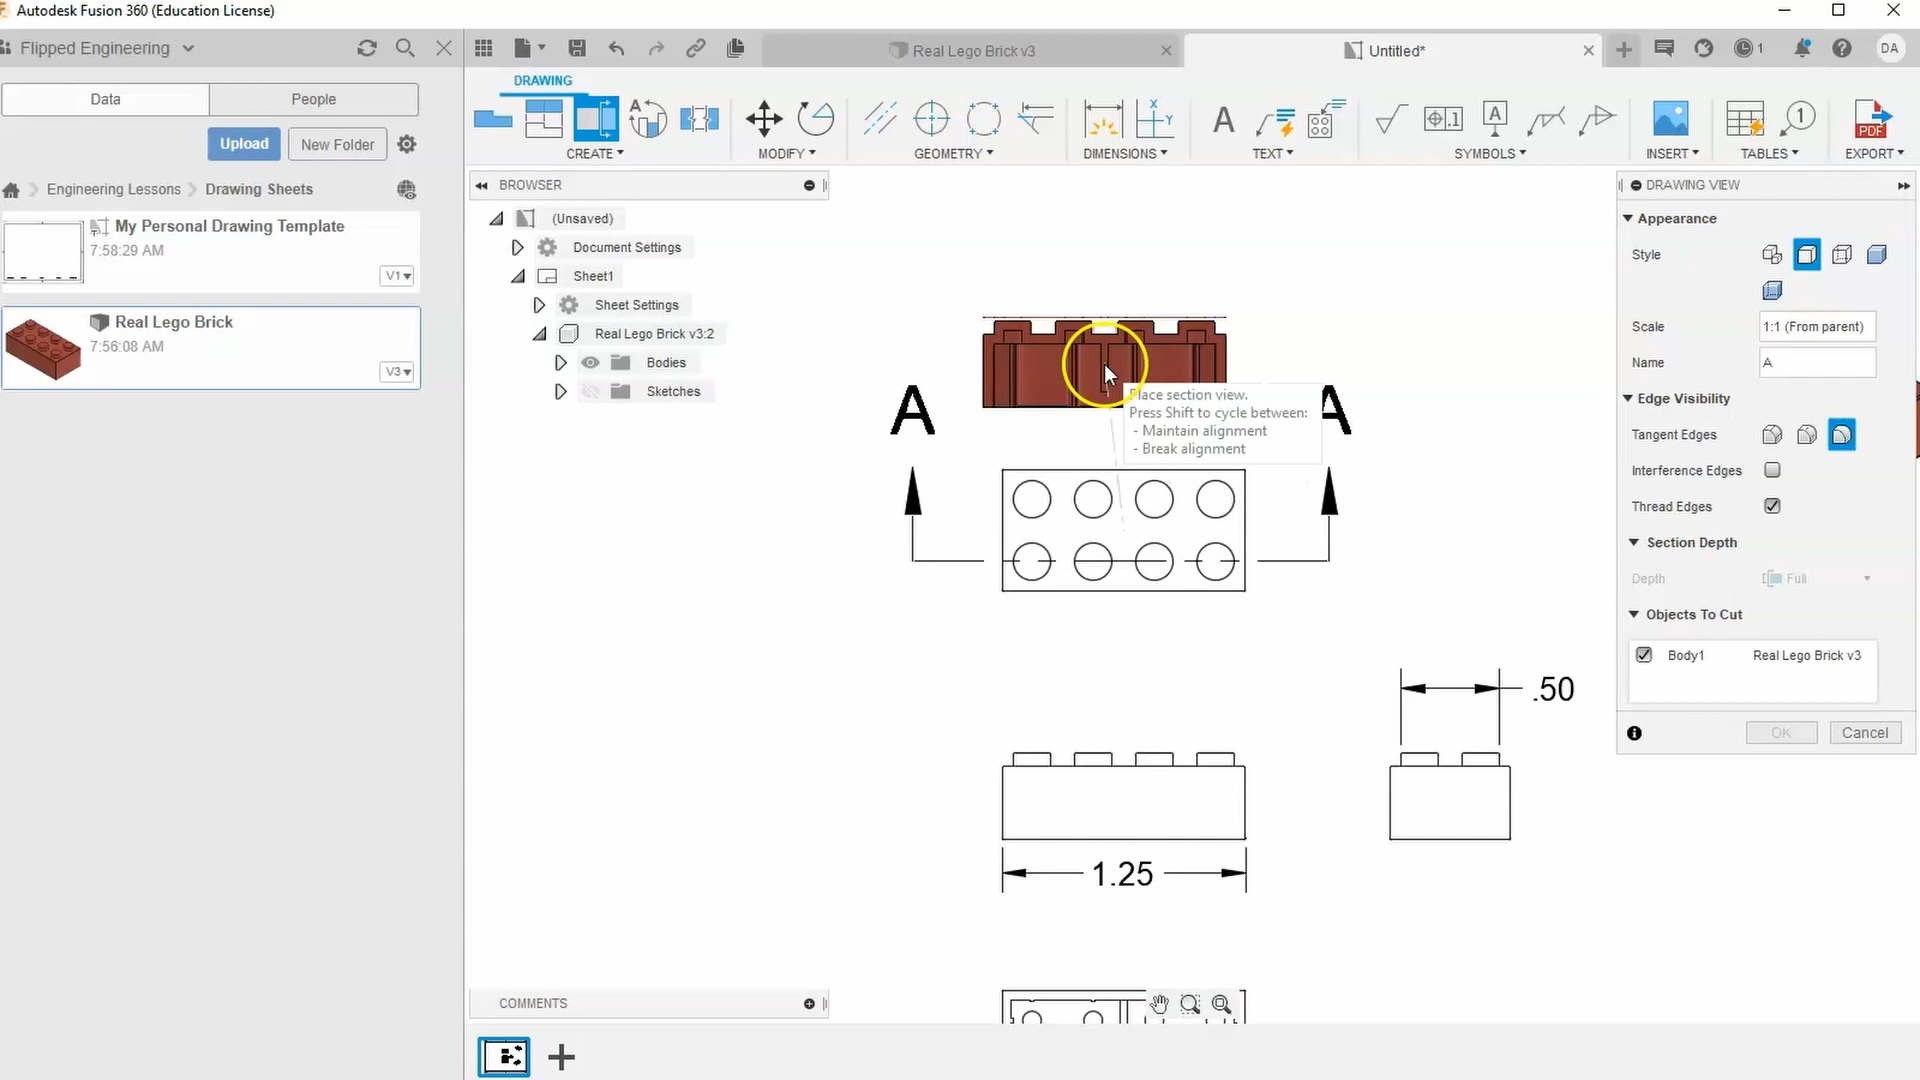 Autodesk Fusion 360 (Education License)
Flipped Engineering
Real Lego Brick v3
Untitled*
1
DA
Data
People
DRAWING
Upload
New Folder
CREATE
MODIFY
GEOMETRY
DIMENSIONS
TEXT
SYMBOLS
INSERT
TABLES
EXPORT
Engineering Lessons
Drawing Sheets
My Personal Drawing Template
7:58:29 AM
V1
Real Lego Brick
7:56:08 AM
V3
BROWSER
(Unsaved)
Document Settings
Sheet1
Sheet Settings
Real Lego Brick v3:2
Bodies
Sketches
A
A
Place section view.
Press Shift to cycle between:
- Maintain alignment
- Break alignment
.50
1.25
DRAWING VIEW
Appearance
Style
Scale
1:1 (From parent)
Name
A
Edge Visibility
Tangent Edges
Interference Edges
Thread Edges
Section Depth
Depth
Full
Objects To Cut
Body1
Real Lego Brick v3
OK
Cancel
COMMENTS